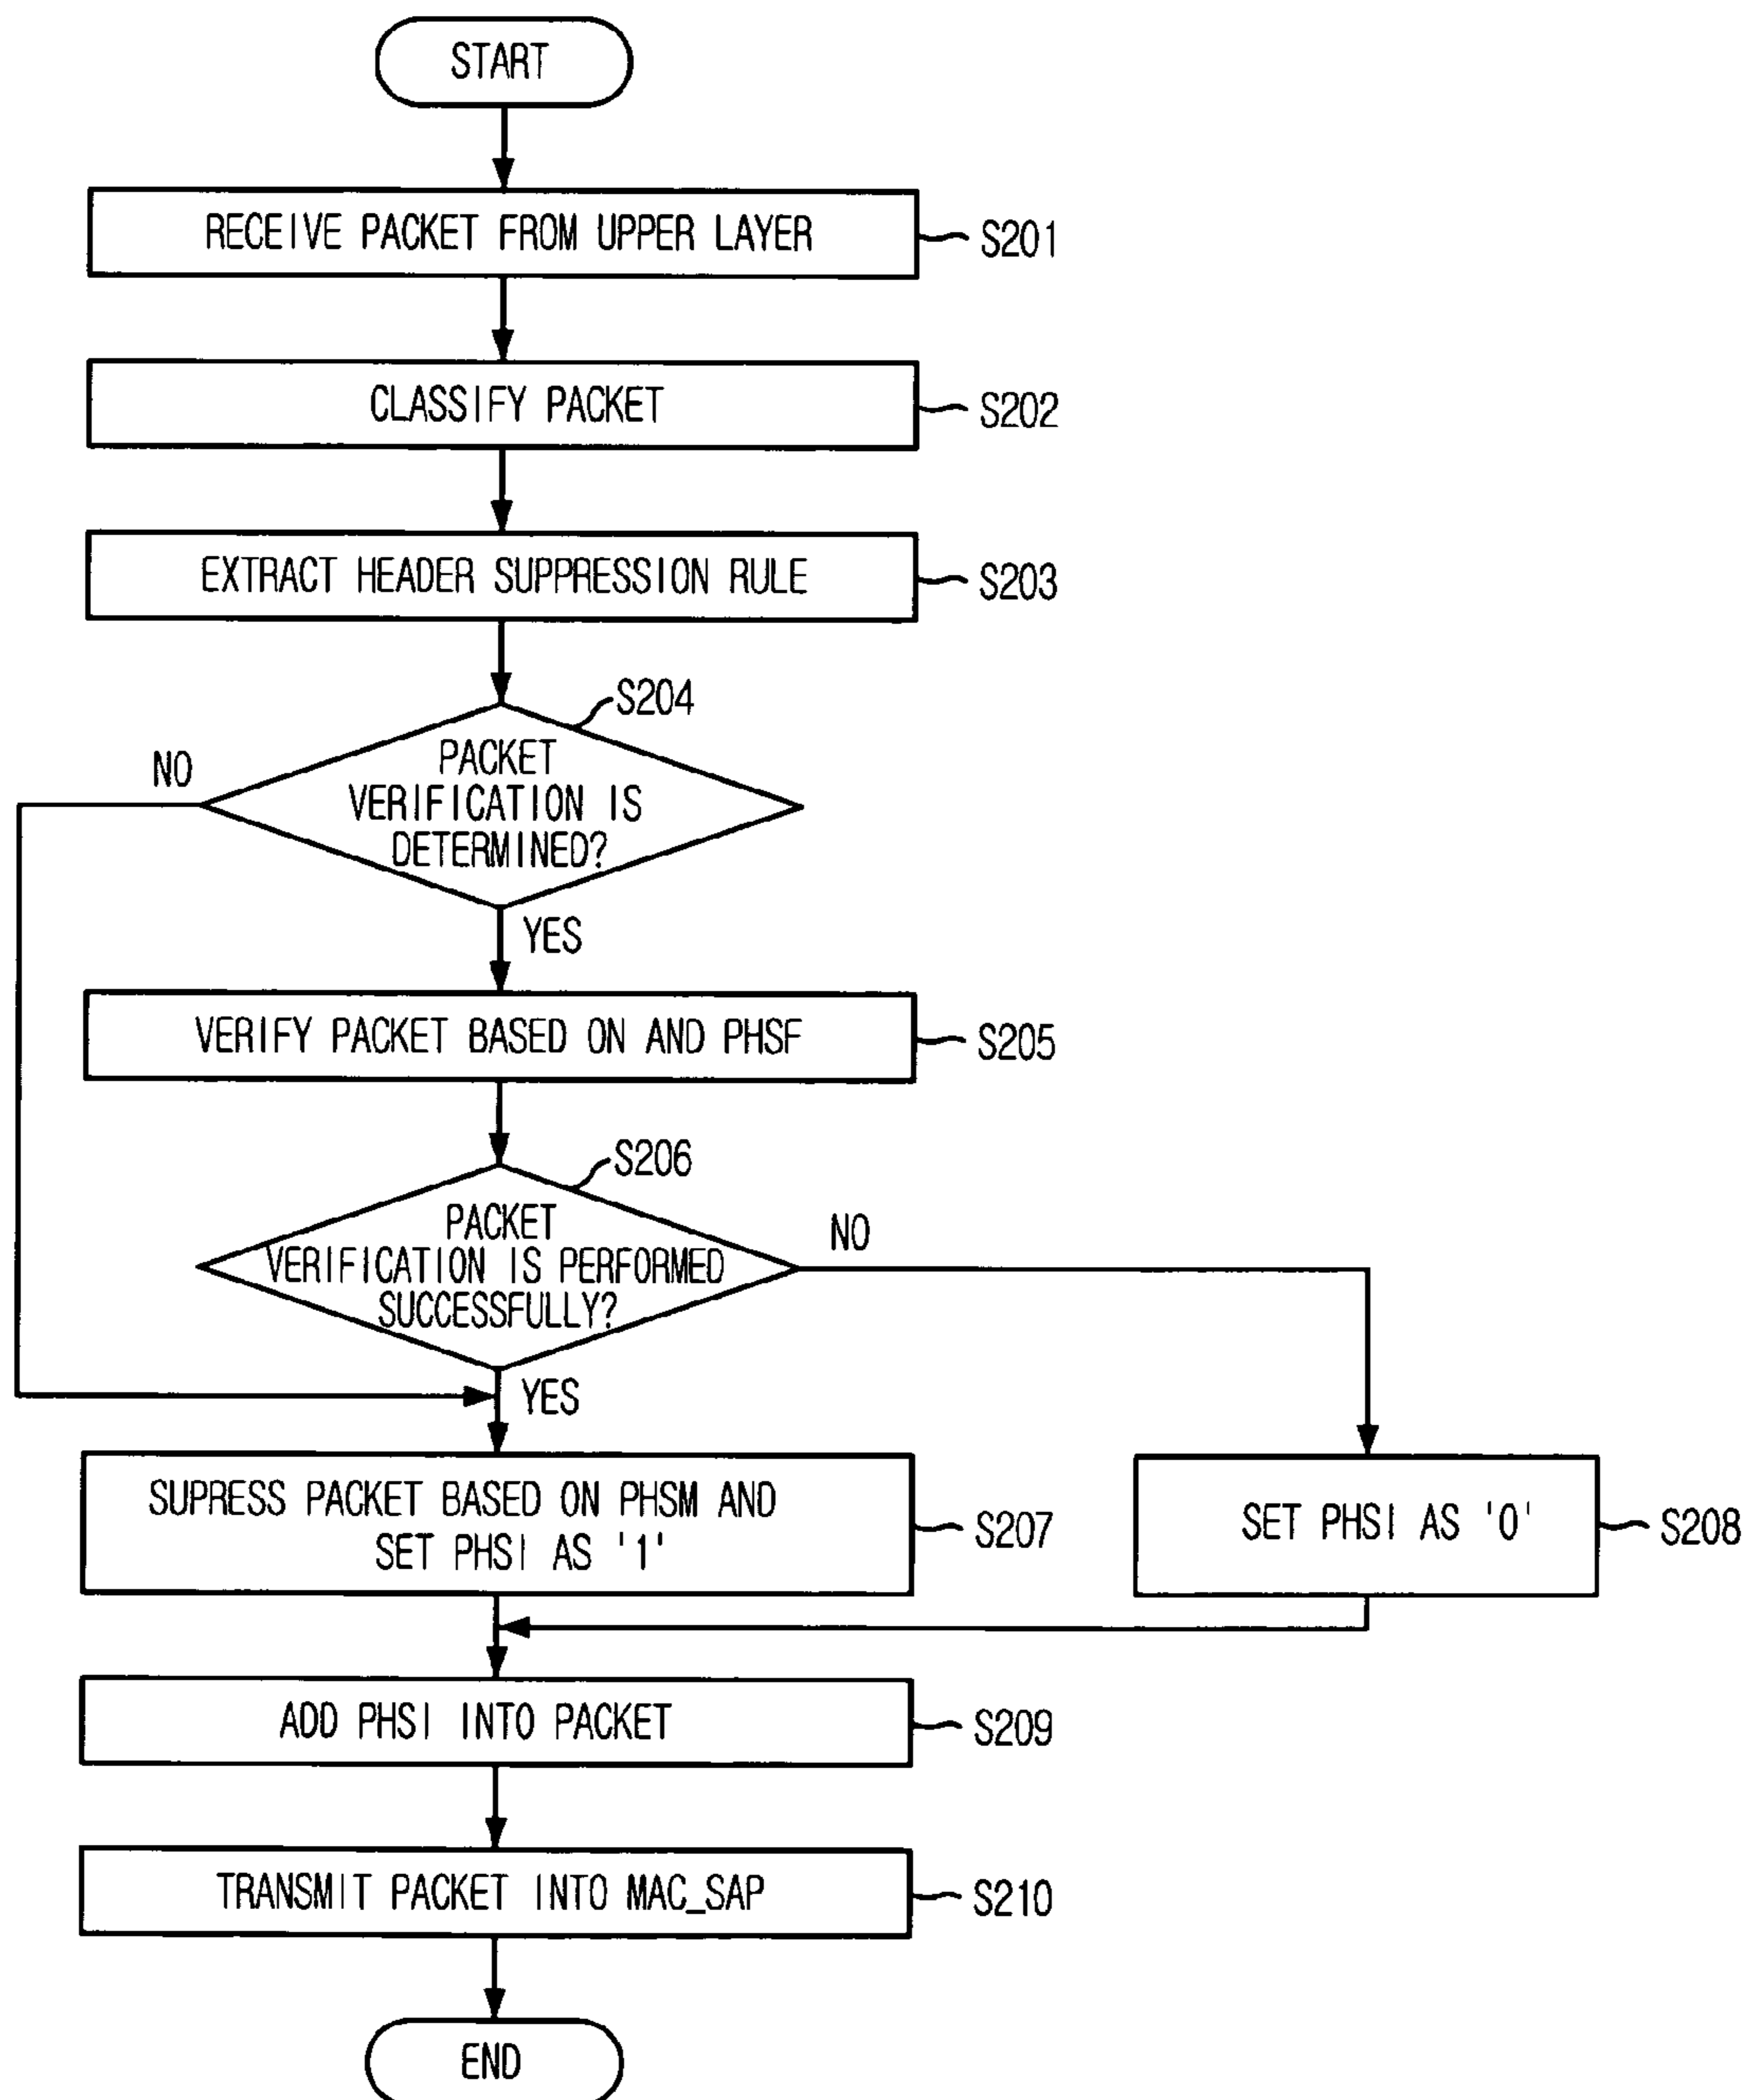 START
RECEIVE PACKET FROM UPPER LAYER
S201
CLASSIFY PACKET
S202
EXTRACT HEADER SUPPRESSION RULE
S203
S204
PACKET
VERIFICATION IS
DETERMINED?
NO
YES
VERIFY PACKET BASED ON AND PHSF
S205
S206
PACKET
VERIFICATION IS PERFORMED
SUCCESSFULLY?
NO
YES
SUPRESS PACKET BASED ON PHSM AND
SET PHSI AS '1'
S207
SET PHSI AS '0'
S208
ADD PHSI INTO PACKET
S209
TRANSMIT PACKET INTO MAC_SAP
S210
END